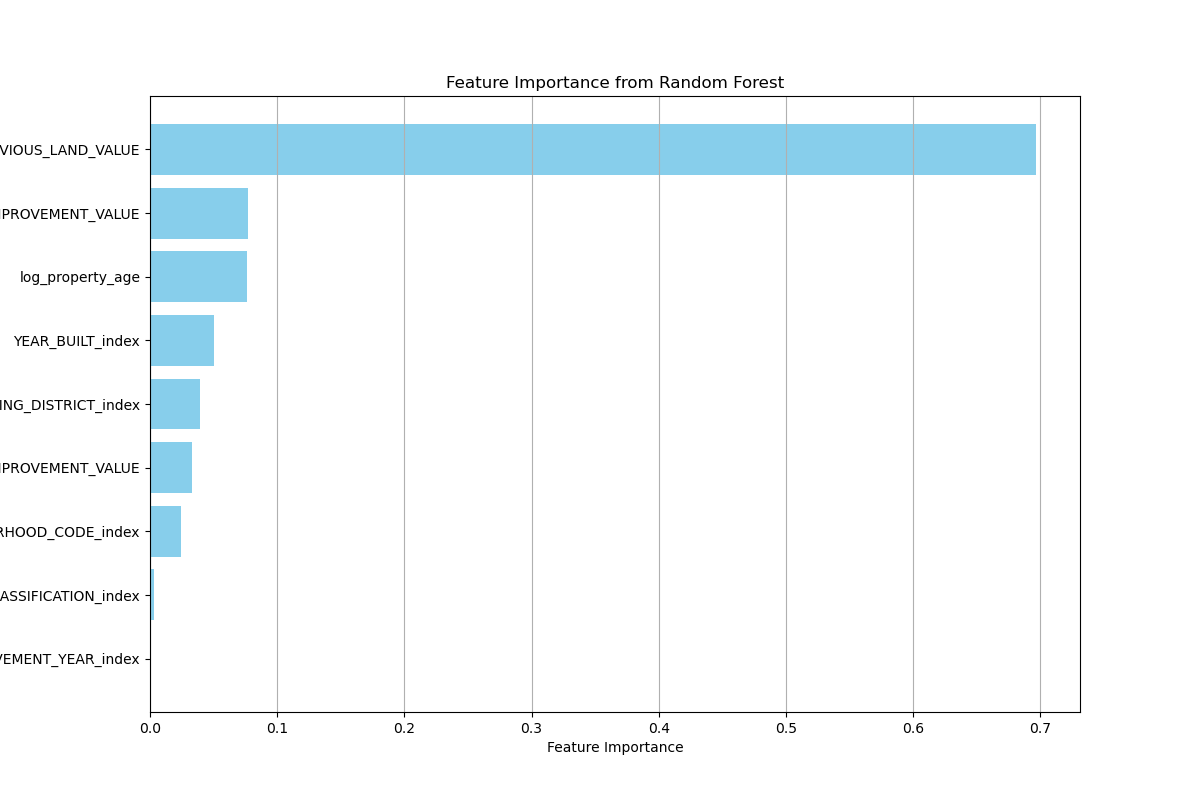 Feature Importance from Random Forest
VIOUS_LAND_VALUE
PROVEMENT_VALUE
log_property_age
YEAR_BUILT_index
ING_DISTRICT_index
PROVEMENT_VALUE
RHOOD_CODE_index
ASSIFICATION_index
VEMENT_YEAR_index
0.0 0.1 0.2 0.3 0.4 0.5 0.6 0.7
Feature Importance